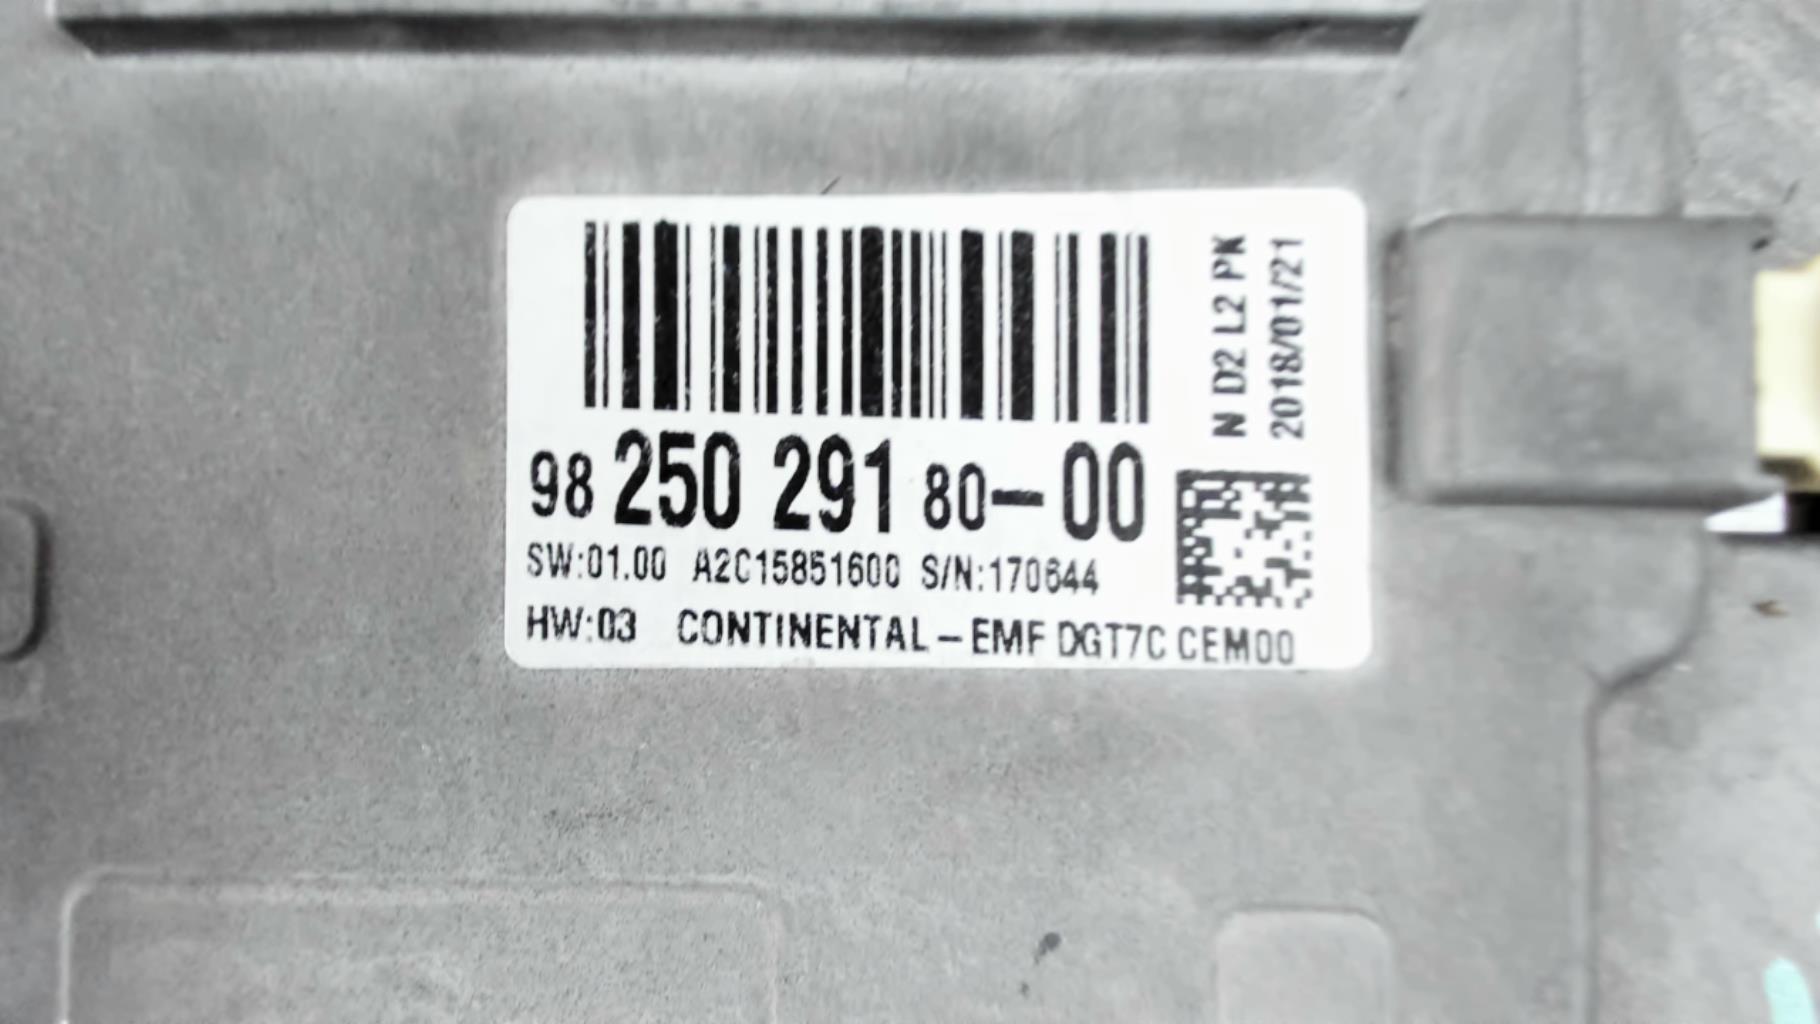 98 250 291 80-00
SW:01.00 A2C15851600 S/N:170644
HW:03 CONTINENTAL-EMF DGT7C CEM00
N D2 L2 PK
2018/01/21